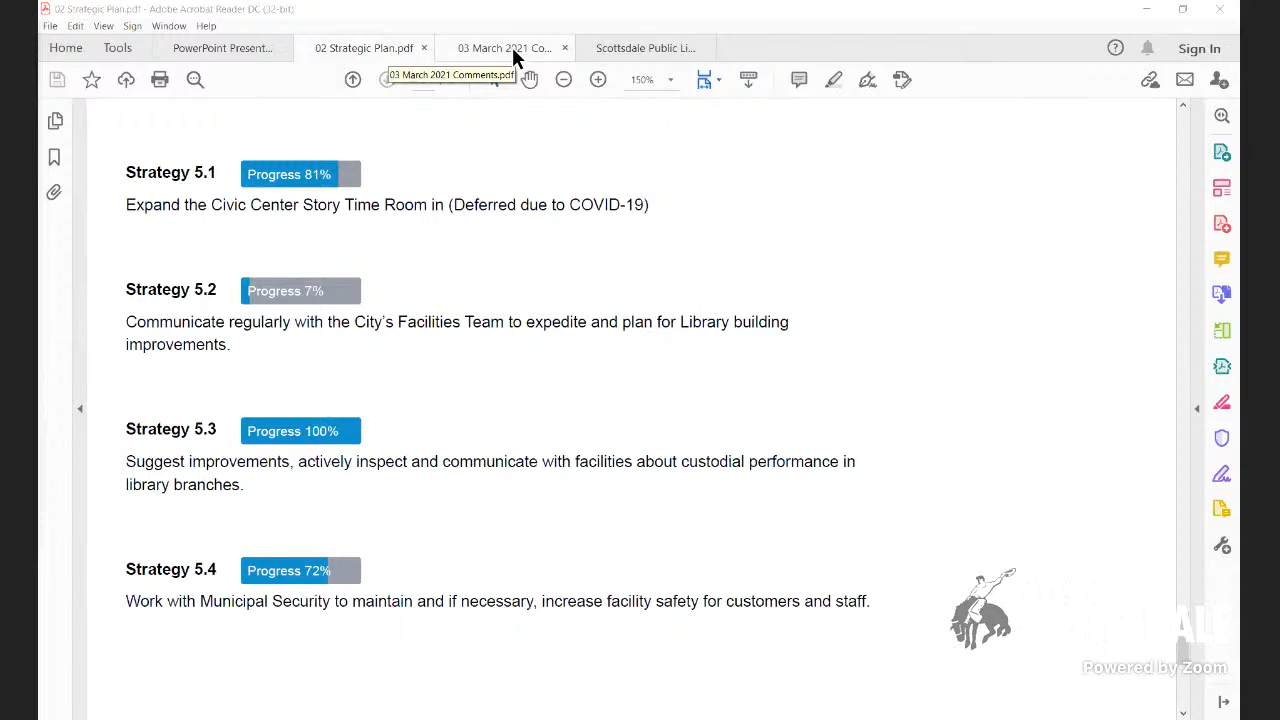 02 Strategic Plan.pdf - Adobe Acrobat Reader DC (32-bit)
File Edit View Sign Window Help
Home Tools PowerPoint Present... 02 Strategic Plan.pdf × 03 March 2021 Co... × Scottsdale Public Li... Sign In
03 March 2021 Comments.pdf
150%
Strategy 5.1 Progress 81%
Expand the Civic Center Story Time Room in (Deferred due to COVID-19)
Strategy 5.2 Progress 7%
Communicate regularly with the City’s Facilities Team to expedite and plan for Library building
improvements.
Strategy 5.3 Progress 100%
Suggest improvements, actively inspect and communicate with facilities about custodial performance in
library branches.
Strategy 5.4 Progress 72%
Work with Municipal Security to maintain and if necessary, increase facility safety for customers and staff.
Powered by Zoom